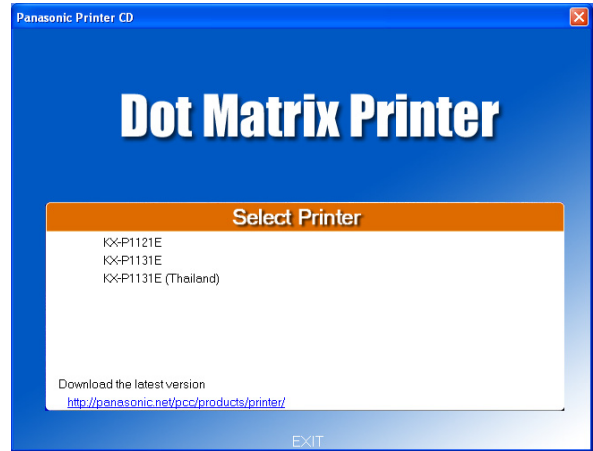 Panasonic Printer CD
Dot Matrix Printer
Select Printer
KX-P1121E
KX-P1131E
KX-P1131E (Thailand)
Download the latest version
http://panasonic.net/pcc/products/printer/
EXIT